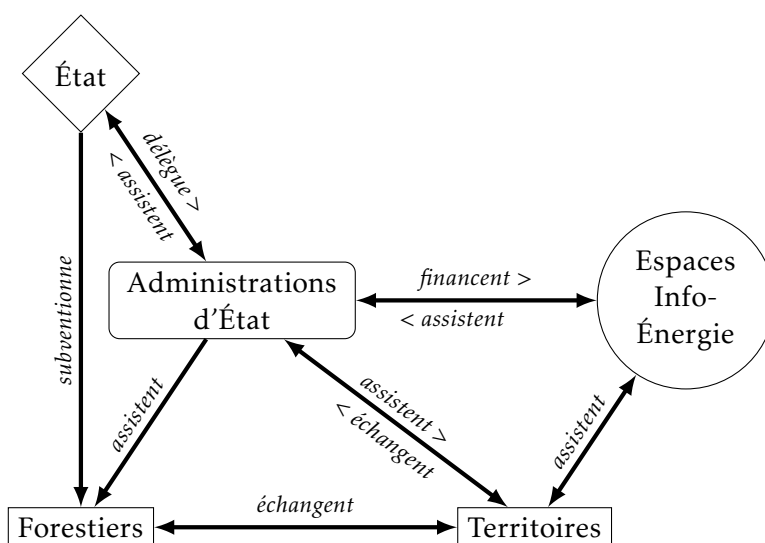 État
délègue >
< assistent
subventionne
Administrations
d'État
financent >
< assistent
Espaces
Info-
Énergie
assistent
assistent >
< échangent
assistent
Forestiers
échangent
Territoires